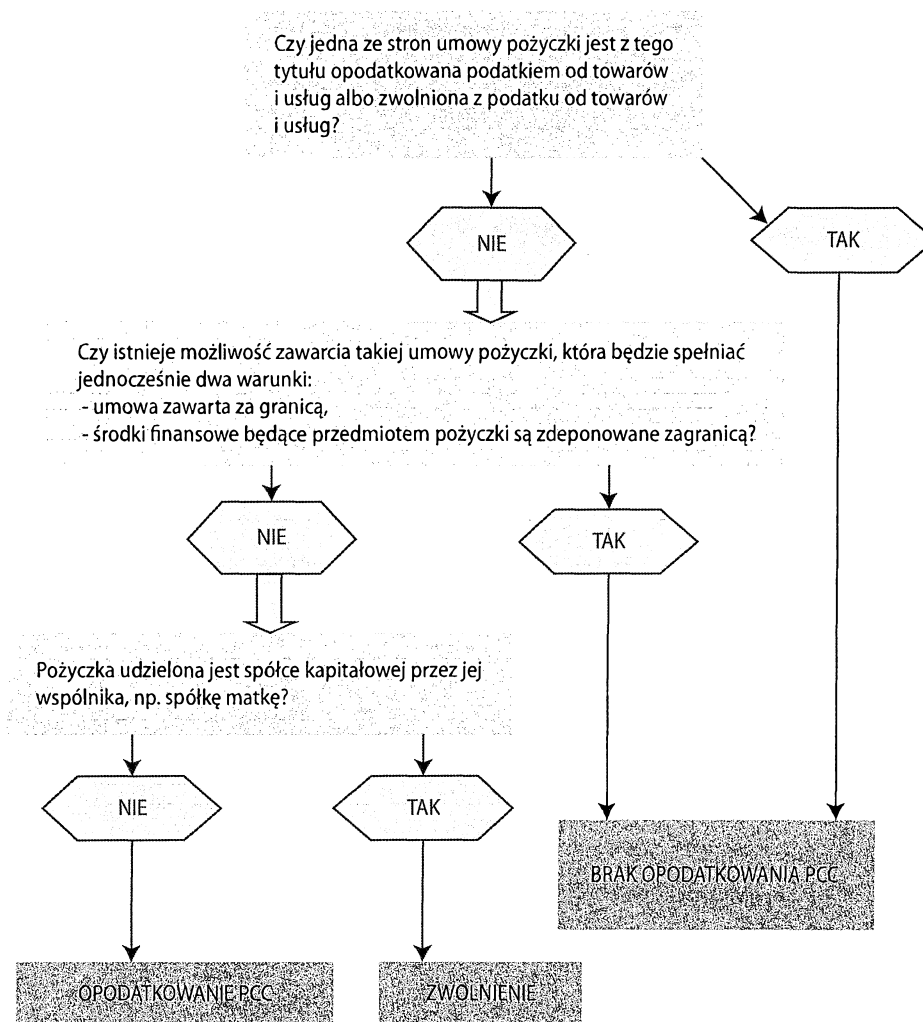 Czy jedna ze stron umowy pożyczki jest z tego
tytułu opodatkowana podatkiem od towarów
i usług albo zwolniona z podatku od towarów
i usług?
NIE
TAK
Czy istnieje możliwość zawarcia takiej umowy pożyczki, która będzie spełniać
jednocześnie dwa warunki:
- umowa zawarta za granicą,
- środki finansowe będące przedmiotem pożyczki są zdeponowane zagranicą?
NIE
TAK
Pożyczka udzielona jest spółce kapitałowej przez jej
wspólnika, np. spółkę matkę?
NIE
TAK
BRAK OPODATKOWANIA PCC
OPODATKOWANIE PCC
ZWOLNIENIE